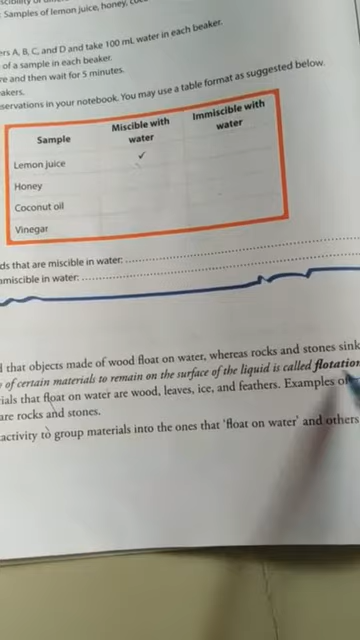 Samples of lemon juice, honey,
ers A, B, C, and D and take 100 mL water in each beaker.
of a sample in each beaker.
re and then wait for 5 minutes.
akers.
servations in your notebook. You may use a table format as suggested below.
Sample Miscible with water Immiscible with water
Lemon juice ✓
Honey
Coconut oil
Vinegar
ds that are miscible in water:
miscible in water:
d that objects made of wood float on water, whereas rocks and stones sink
y of certain materials to remain on the surface of the liquid is called flotation
ials that float on water are wood, leaves, ice, and feathers. Examples of
are rocks and stones.
activity to group materials into the ones that 'float on water' and others